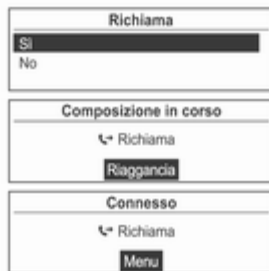 Richiama
Sì
No
Composizione in corso
Richiama
Riaggancia
Connesso
Richiama
Menu